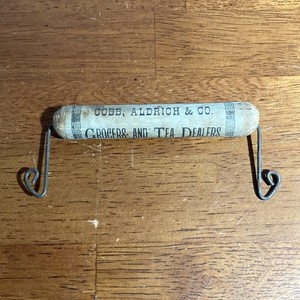 COBB, ALDRICH & CO.
GROCERS AND TEA DEALERS